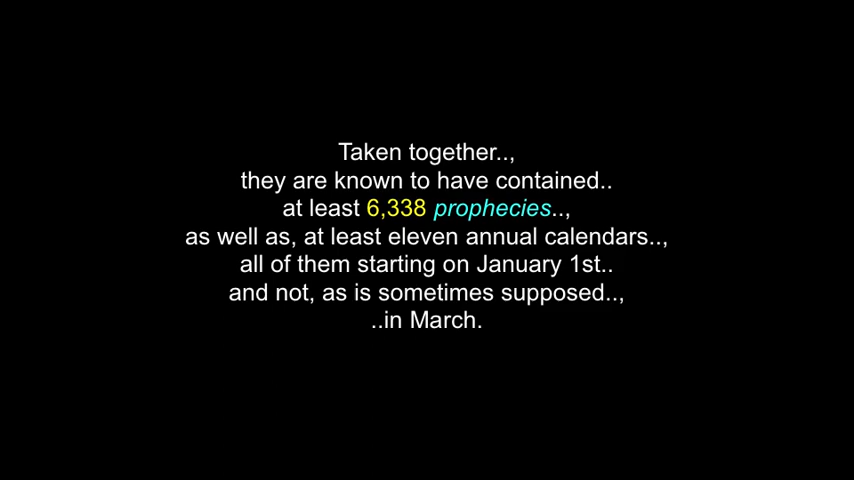 Taken together..,
they are known to have contained..
at least 6,338 prophecies..,
as well as, at least eleven annual calendars..,
all of them starting on January 1st..
and not, as is sometimes supposed..,
..in March.